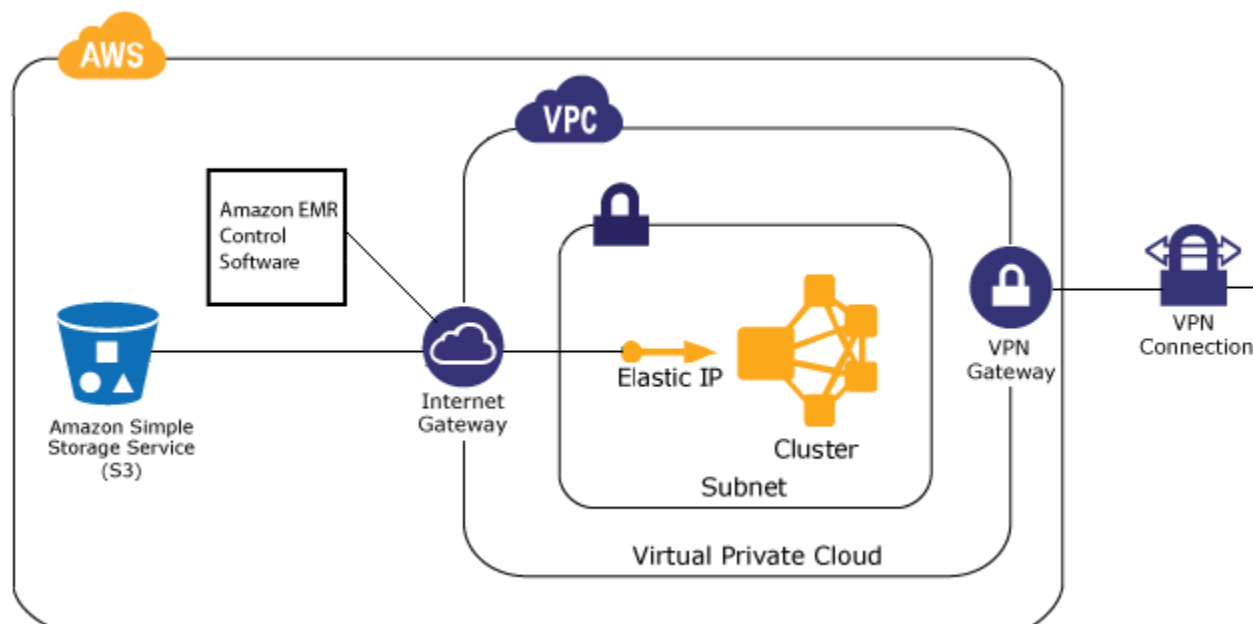 AWS
VPC
Amazon EMR
Control
Software
Amazon Simple
Storage Service
(S3)
Internet
Gateway
Elastic IP
Cluster
Subnet
Virtual Private Cloud
VPN
Gateway
VPN
Connection